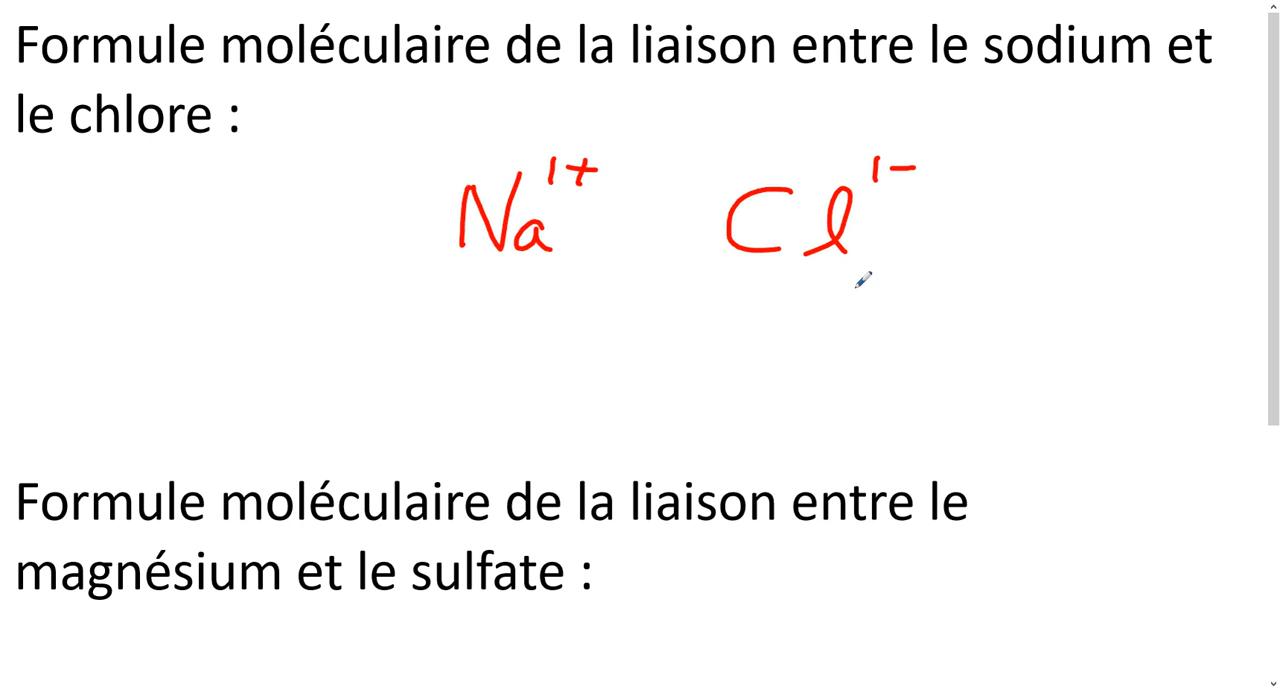 Formule moléculaire de la liaison entre le sodium et
le chlore :
Na¹⁺ Cl¹⁻
Formule moléculaire de la liaison entre le
magnésium et le sulfate :